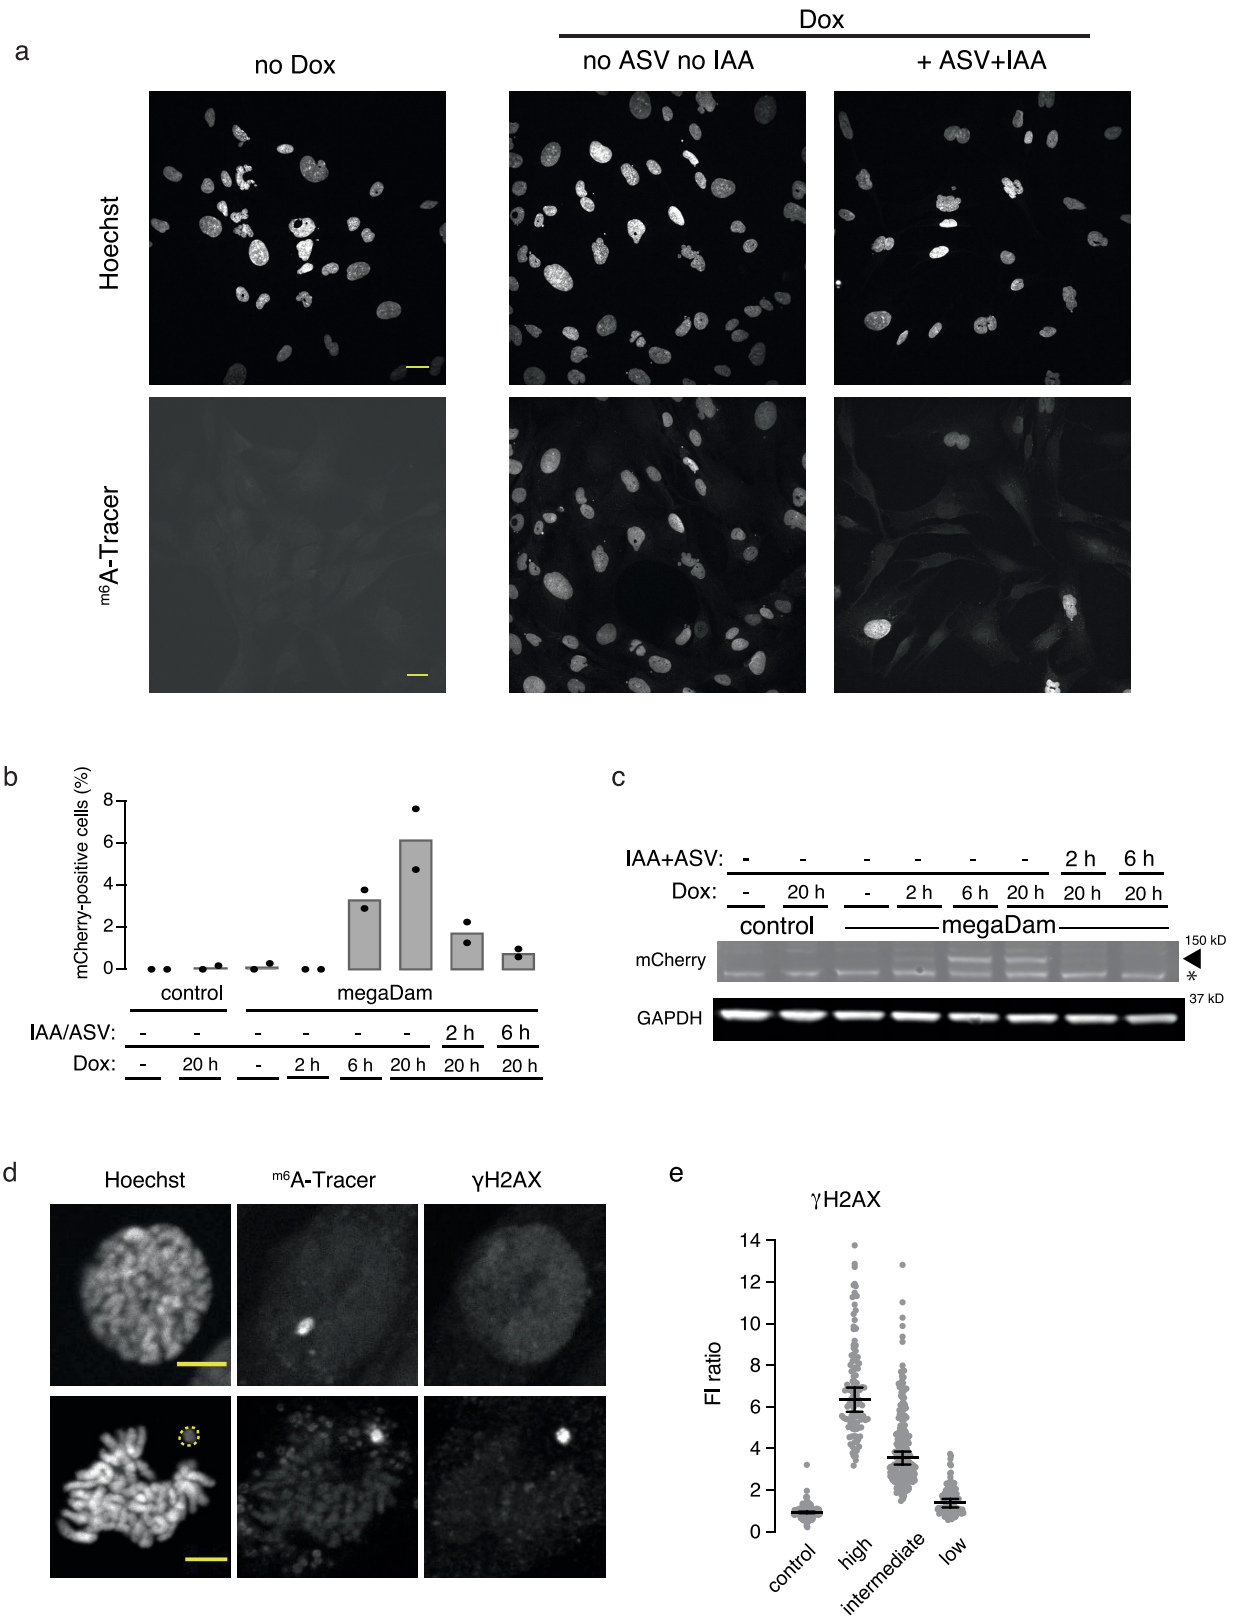 a
Dox
no Dox
no ASV no IAA
+ ASV+IAA
Hoechst
m6A-Tracer
b
mCherry-positive cells (%)
8
6
4
2
0
control
megaDam
IAA/ASV:
-
-
-
-
-
-
2 h
6 h
Dox:
-
20 h
-
2 h
6 h
20 h
20 h
20 h
c
IAA+ASV:
-
-
-
-
-
-
2 h
6 h
Dox:
-
20 h
-
2 h
6 h
20 h
20 h
20 h
control
megaDam
mCherry
150 kD
*
GAPDH
37 kD
d
Hoechst
m6A-Tracer
γH2AX
e
γH2AX
FI ratio
14
12
10
8
6
4
2
0
control
high
intermediate
low